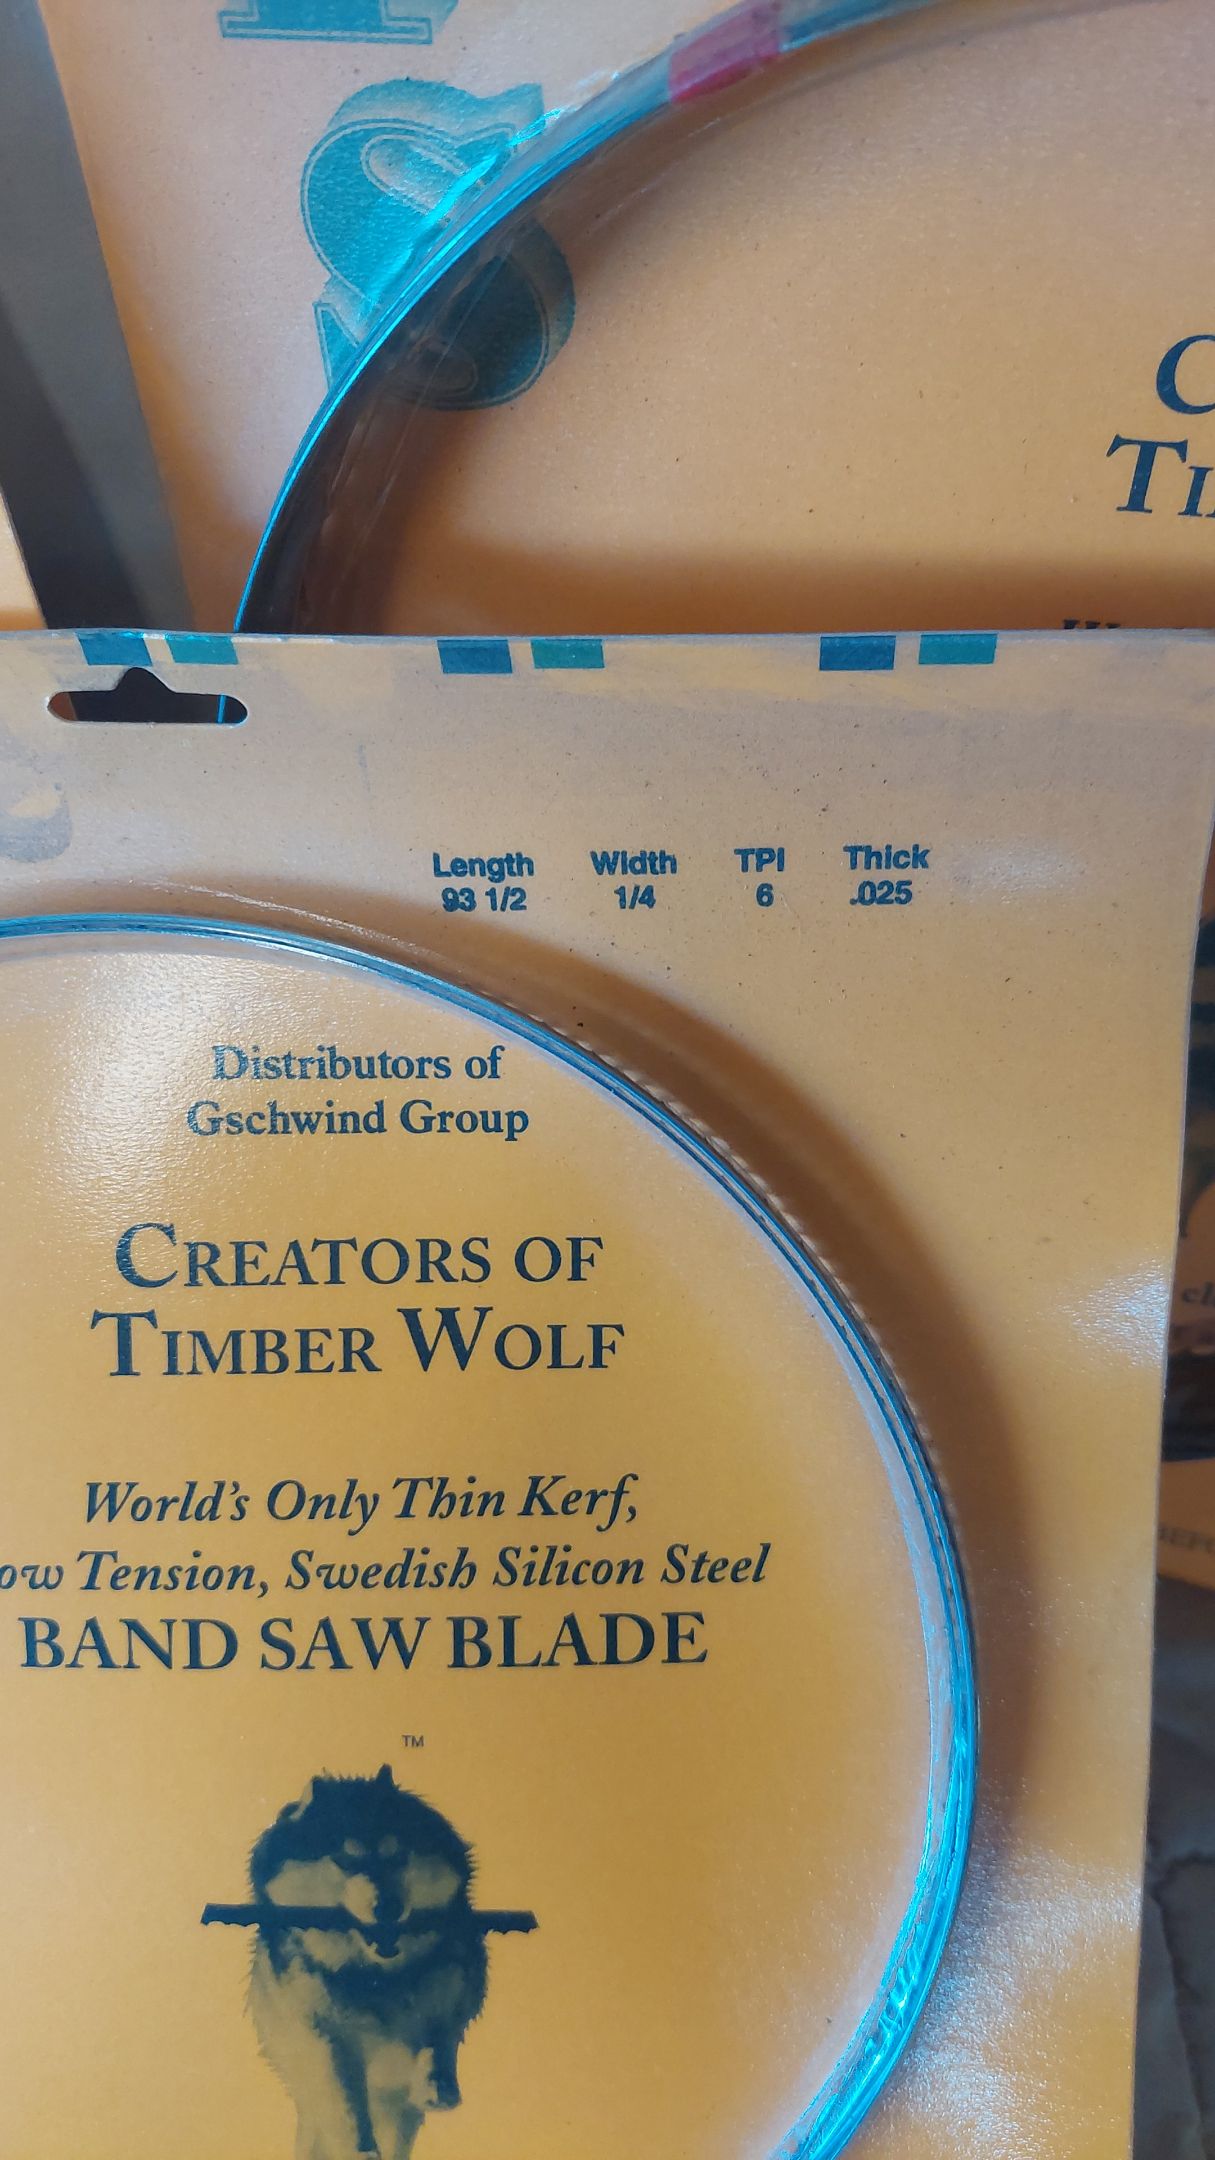 S
C
TI
Length Width TPI Thick
93 1/2 1/4 6 .025
Distributors of
Gschwind Group
CREATORS OF
TIMBER WOLF
World's Only Thin Kerf,
ow Tension, Swedish Silicon Steel
BAND SAW BLADE
TM